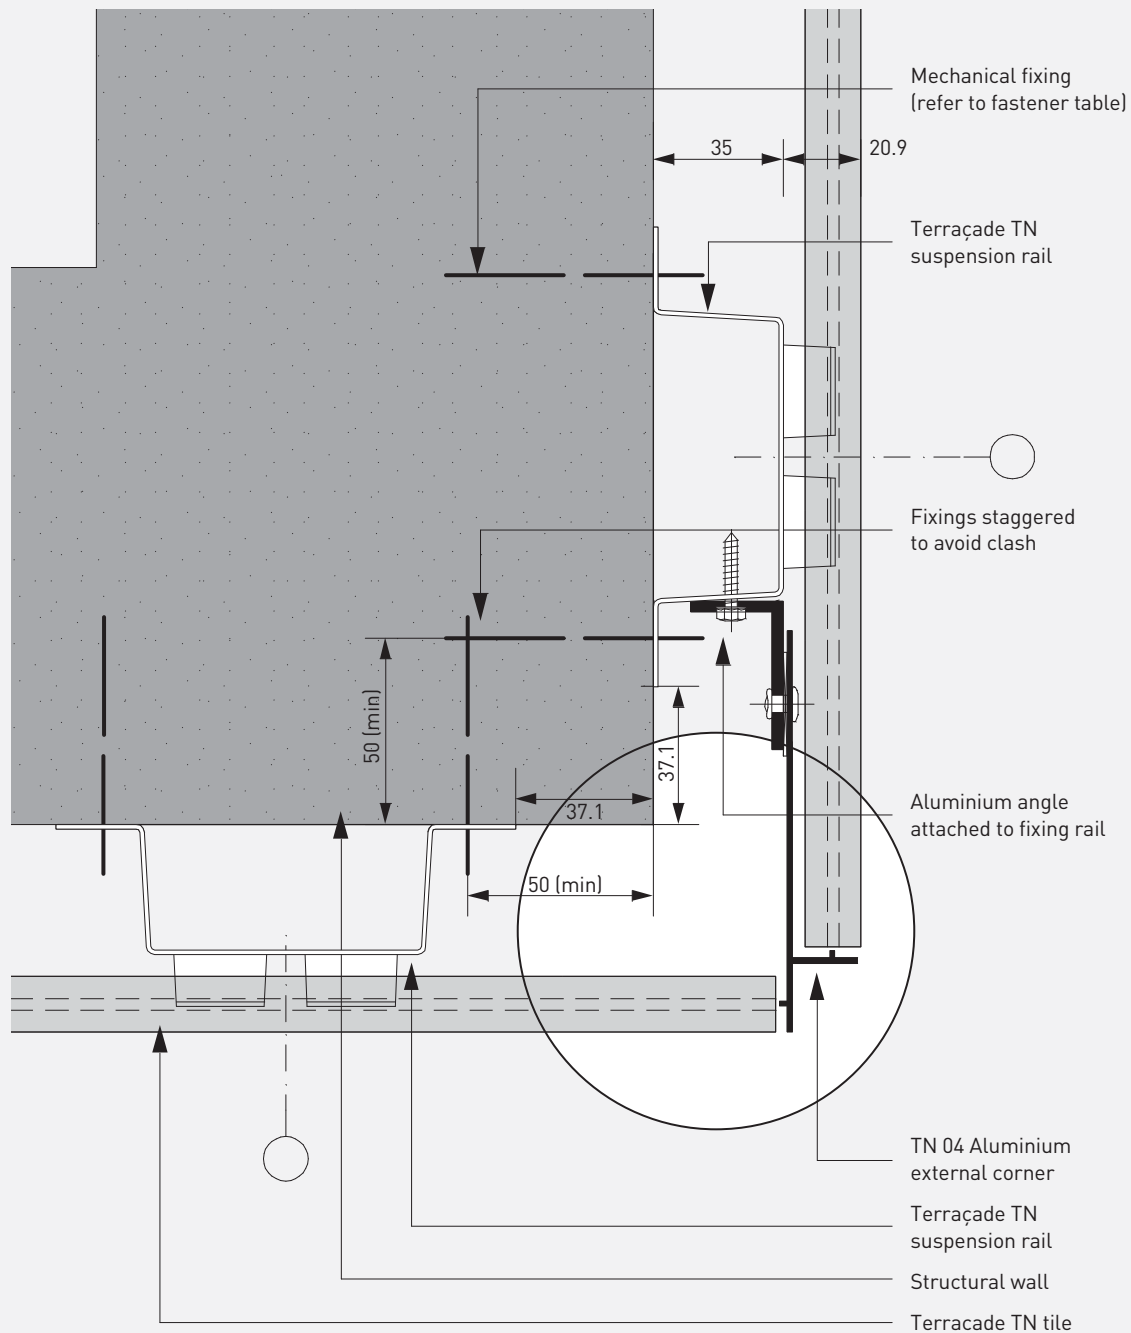 Mechanical fixing
(refer to fastener table)
35
20.9
Terraçade TN
suspension rail
Fixings staggered
to avoid clash
50 (min)
37.1
37.1
Aluminium angle
attached to fixing rail
50 (min)
TN 04 Aluminium
external corner
Terraçade TN
suspension rail
Structural wall
Terracade TN tile